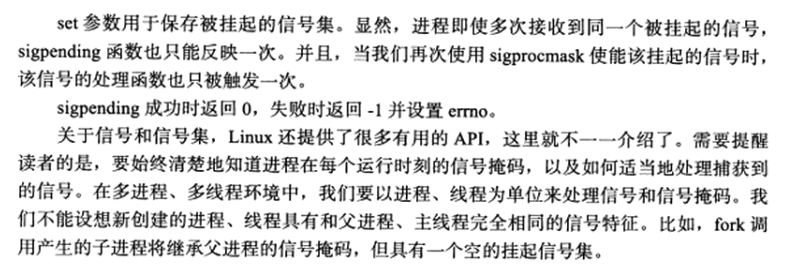 set 参数用于保存被挂起的信号集。显然，进程即使多次接收到同一个被挂起的信号，
sigpending 函数也只能反映一次。并且，当我们再次使用 sigprocmask 使能该挂起的信号时，
该信号的处理函数也只被触发一次。
sigpending 成功时返回 0，失败时返回 -1 并设置 errno。
关于信号和信号集，Linux 还提供了很多有用的 API，这里就不一一介绍了。需要提醒
读者的是，要始终清楚地知道进程在每个运行时刻的信号掩码，以及如何适当地处理捕获到
的信号。在多进程、多线程环境中，我们要以进程、线程为单位来处理信号和信号掩码。我
们不能设想新创建的进程、线程具有和父进程、主线程完全相同的信号特征。比如，fork 调
用产生的子进程将继承父进程的信号掩码，但具有一个空的挂起信号集。